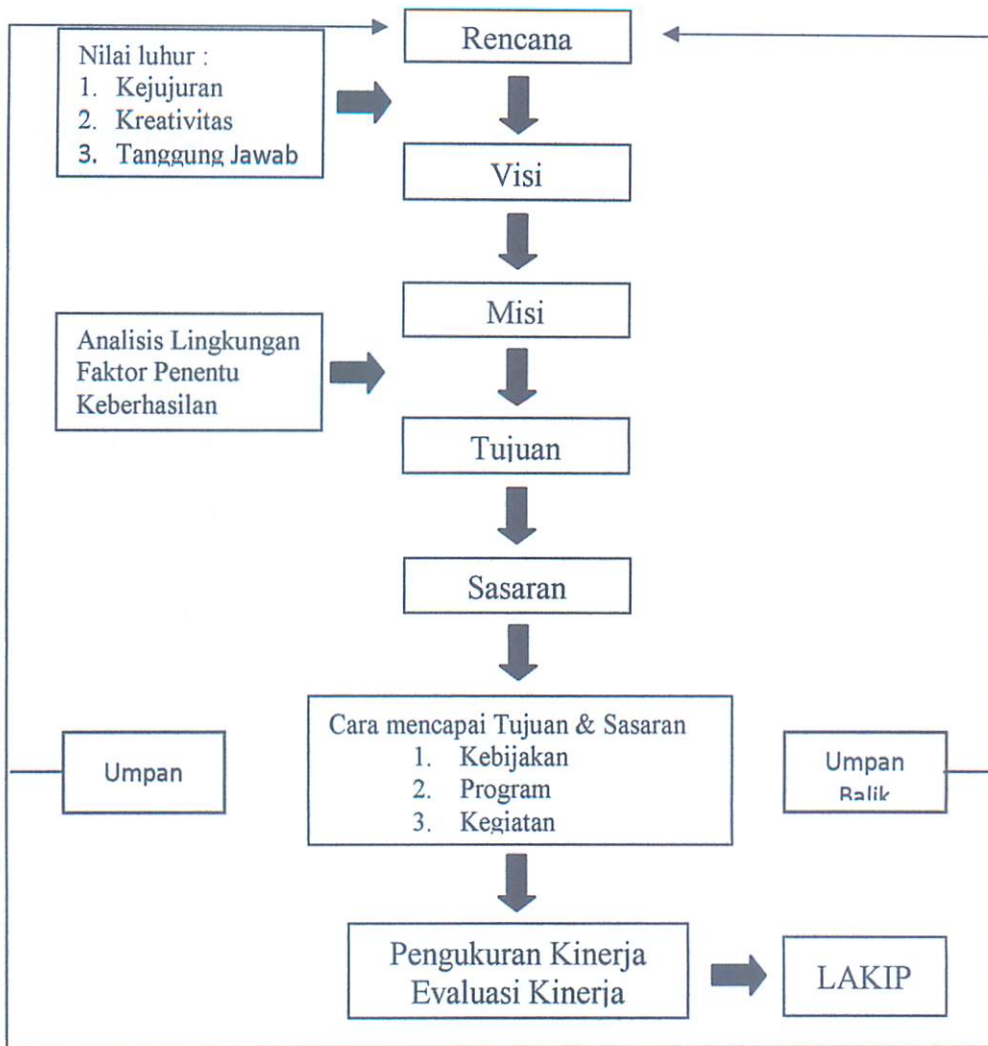 Rencana
Nilai luhur :
1. Kejujuran
2. Kreativitas
3. Tanggung Jawab
Visi
Misi
Analisis Lingkungan
Faktor Penentu
Keberhasilan
Tujuan
Sasaran
Cara mencapai Tujuan & Sasaran
1. Kebijakan
2. Program
3. Kegiatan
Umpan
Umpan
Balik
Pengukuran Kinerja
Evaluasi Kinerja
LAKIP